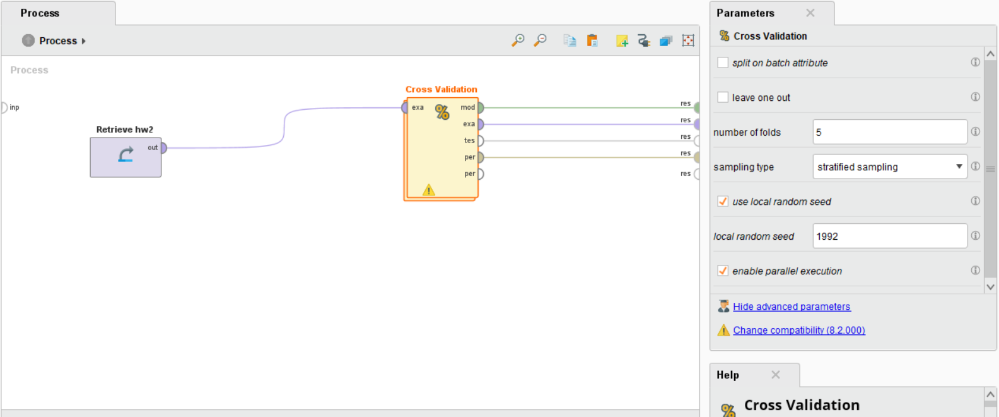 Process
Process
Process
inp
Retrieve hw2
out
Cross Validation
exa
mod
exa
tes
per
per
res
res
res
res
res
Parameters
Cross Validation
split on batch attribute
leave one out
number of folds
5
sampling type
stratified sampling
use local random seed
local random seed
1992
enable parallel execution
Hide advanced parameters
Change compatibility (8.2.000)
Help
Cross Validation